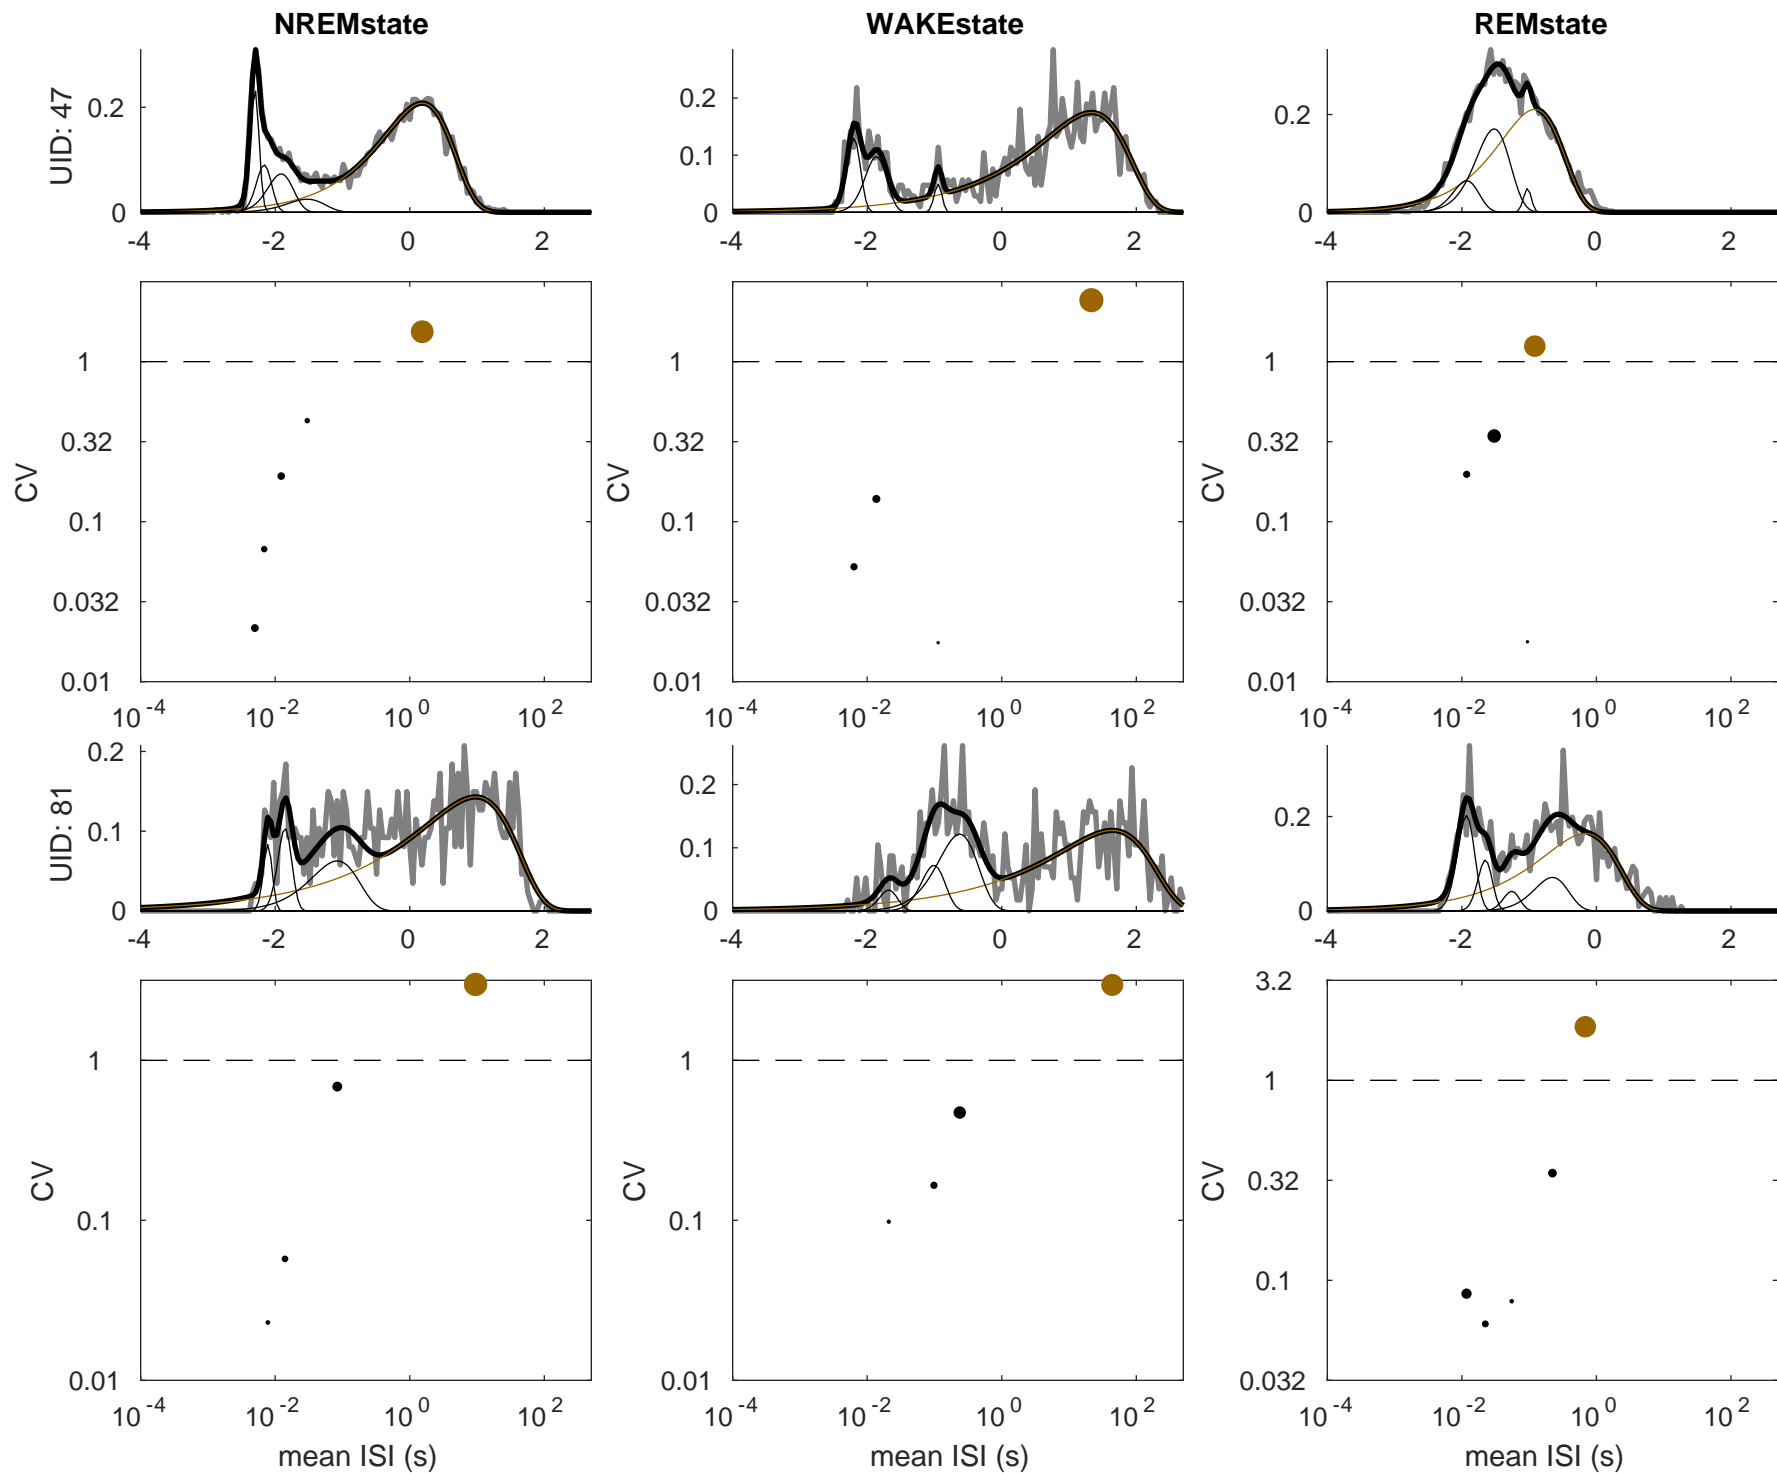 NREMstate WAKEstate REMstate
UID: 47
0.2 0.2 0.2
0.1
0 0 0
-4 -2 0 2 -4 -2 0 2 -4 -2 0 2
CV CV CV
1 1 1
0.32 0.32 0.32
0.1 0.1 0.1
0.032 0.032 0.032
0.01 0.01 0.01
10^-4 10^-2 10^0 10^2 10^-4 10^-2 10^0 10^2 10^-4 10^-2 10^0 10^2
UID: 81
0.2 0.2 0.2
0.1 0.1
0 0 0
-4 -2 0 2 -4 -2 0 2 -4 -2 0 2
CV CV CV
3.2
1 1 1
0.32
0.1 0.1 0.1
0.01 0.01 0.032
10^-4 10^-2 10^0 10^2 10^-4 10^-2 10^0 10^2 10^-4 10^-2 10^0 10^2
mean ISI (s) mean ISI (s) mean ISI (s)